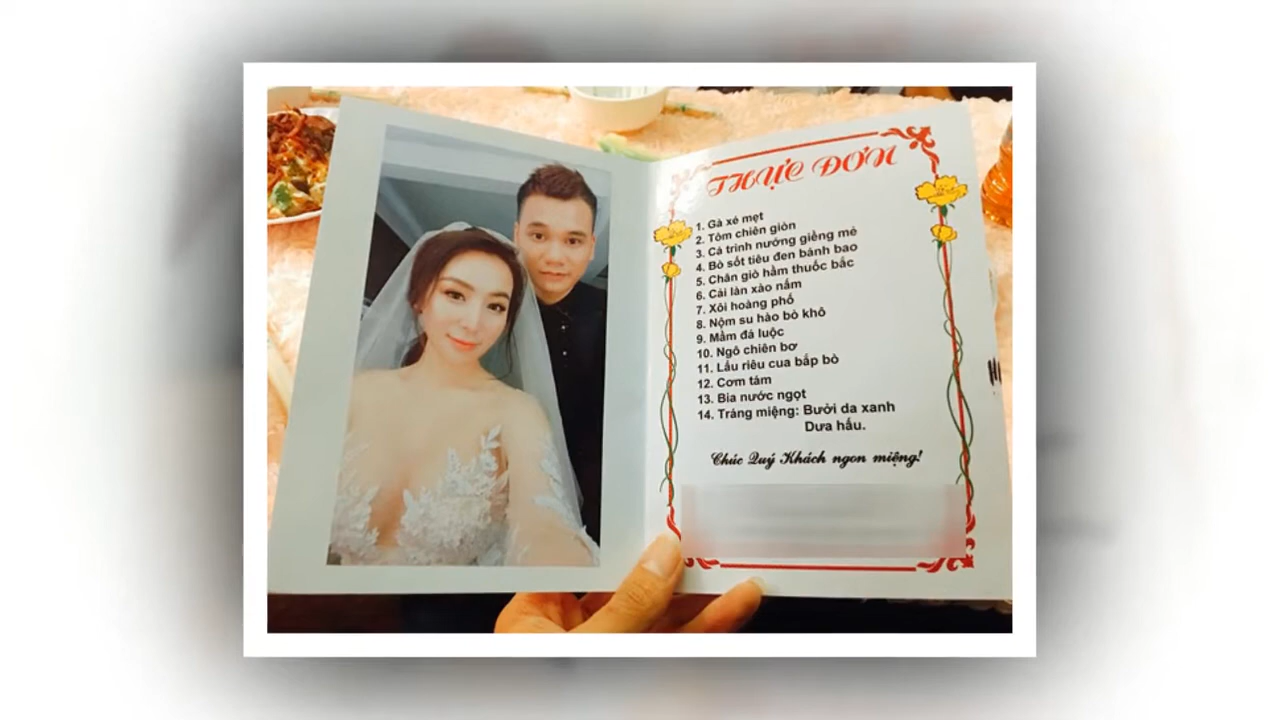 THỰC ĐƠN
1. Gà xé mẹt
2. Tôm chiên giòn
3. Cá trình nướng giềng mẻ
4. Bò sốt tiêu đen bánh bao
5. Chân giò hầm thuốc bắc
6. Cải làn xào nấm
7. Xôi hoàng phố
8. Nộm su hào bò khô
9. Mầm đá luộc
10. Ngô chiên bơ
11. Lẩu riêu cua bắp bò
12. Cơm tám
13. Bia nước ngọt
14. Tráng miệng: Bưởi da xanh
Dưa hấu.
Chúc Quý Khách ngon miệng!